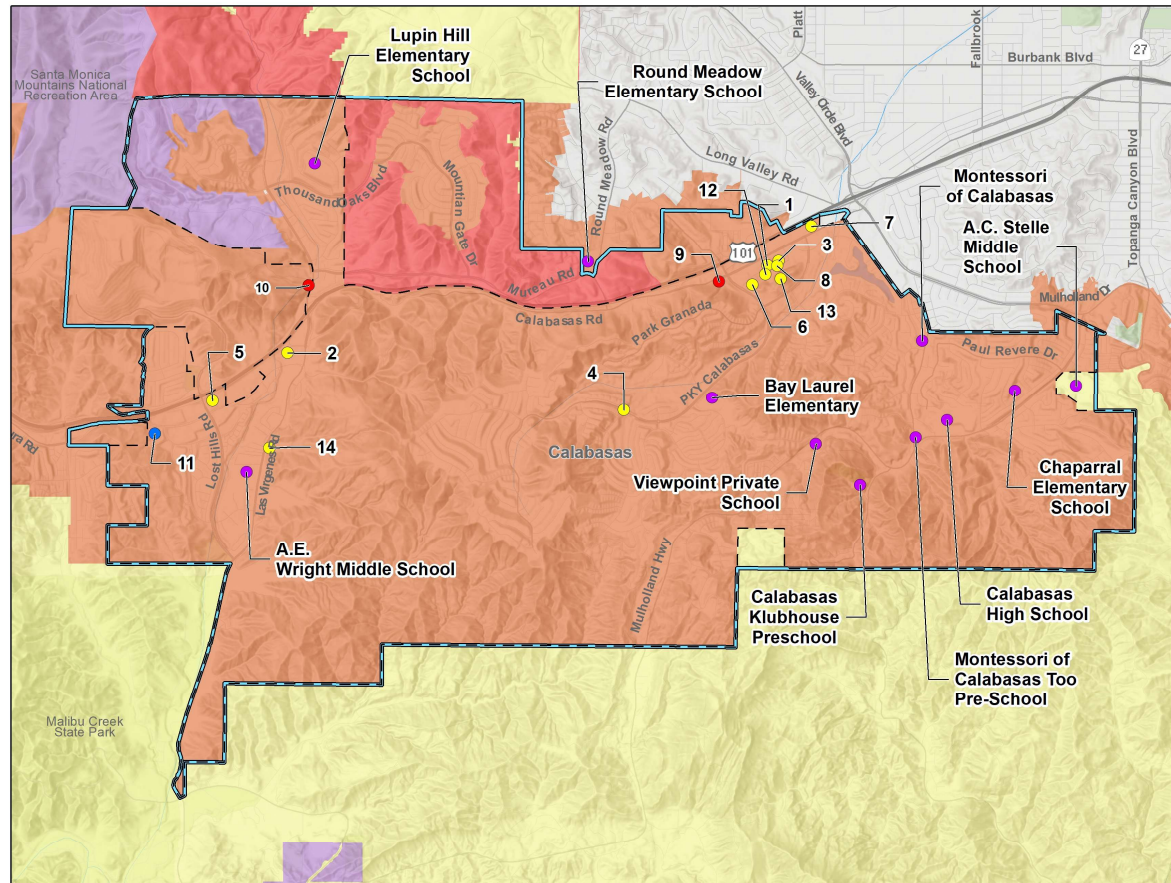 Lupin Hill
Elementary
School
Round Meadow
Elementary School
Platt
Fallbrook
Burbank Blvd
27
Santa Monica
Mountains National
Recreation Area
Valley Circle Blvd
Round Meadow Rd
Long Valley Rd
Topanga Canyon Blvd
Montessori
of Calabasas
A.C. Stelle
Middle
School
Thousand Oaks Blvd
Mountian Gate Dr
12
1
7
3
101
9
8
10
Mureau Rd
13
6
Mulholland Dr
Calabasas Rd
Park Granada
Paul Revere Dr
5
2
4
PKY Calabasas
Bay Laurel
Elementary
Lost Hills Rd
Las Virgenes Rd
11
14
Calabasas
Viewpoint Private
School
Chaparral
Elementary
School
A.E.
Wright Middle School
Mulholland Hwy
Calabasas
Klubhouse
Preschool
Calabasas
High School
Montessori of
Calabasas Too
Pre-School
Malibu Creek
State Park